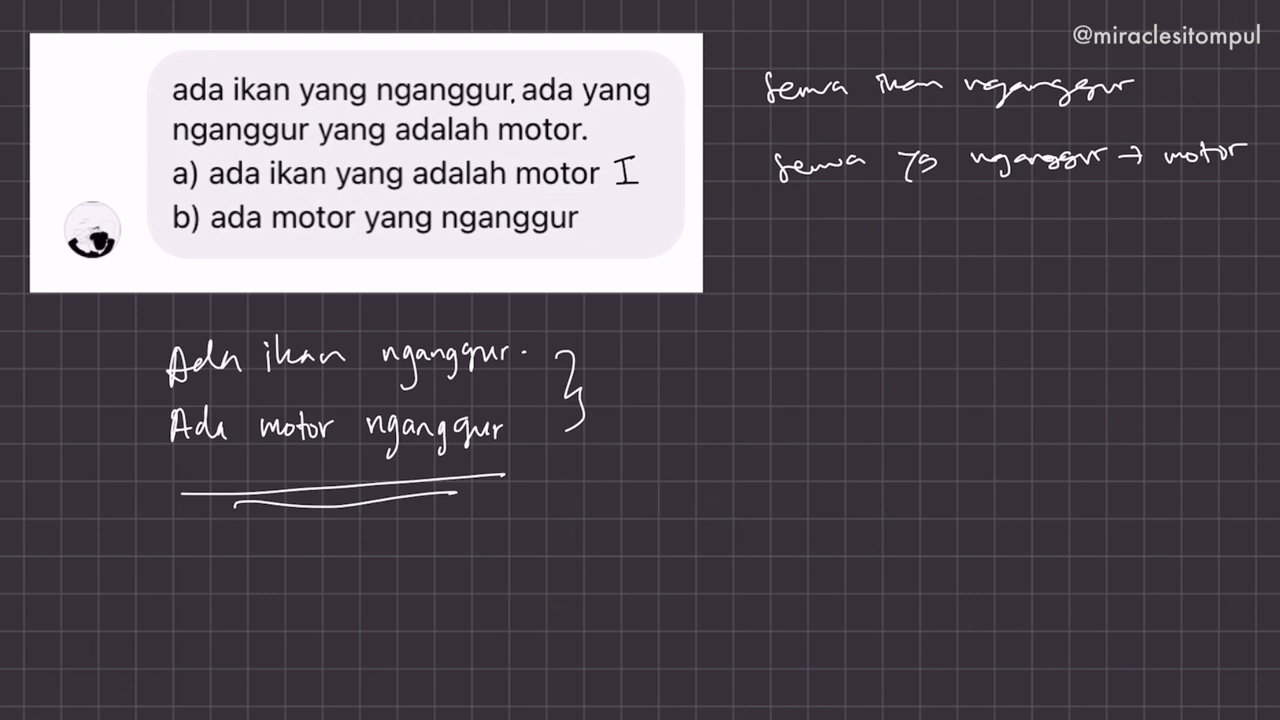 @miraclesitompul
ada ikan yang nganggur, ada yang
nganggur yang adalah motor.
a) ada ikan yang adalah motor I
b) ada motor yang nganggur
Semua ikan nganggur
Semua yg nganggur → motor
Ada ikan nganggur.
Ada motor nganggur